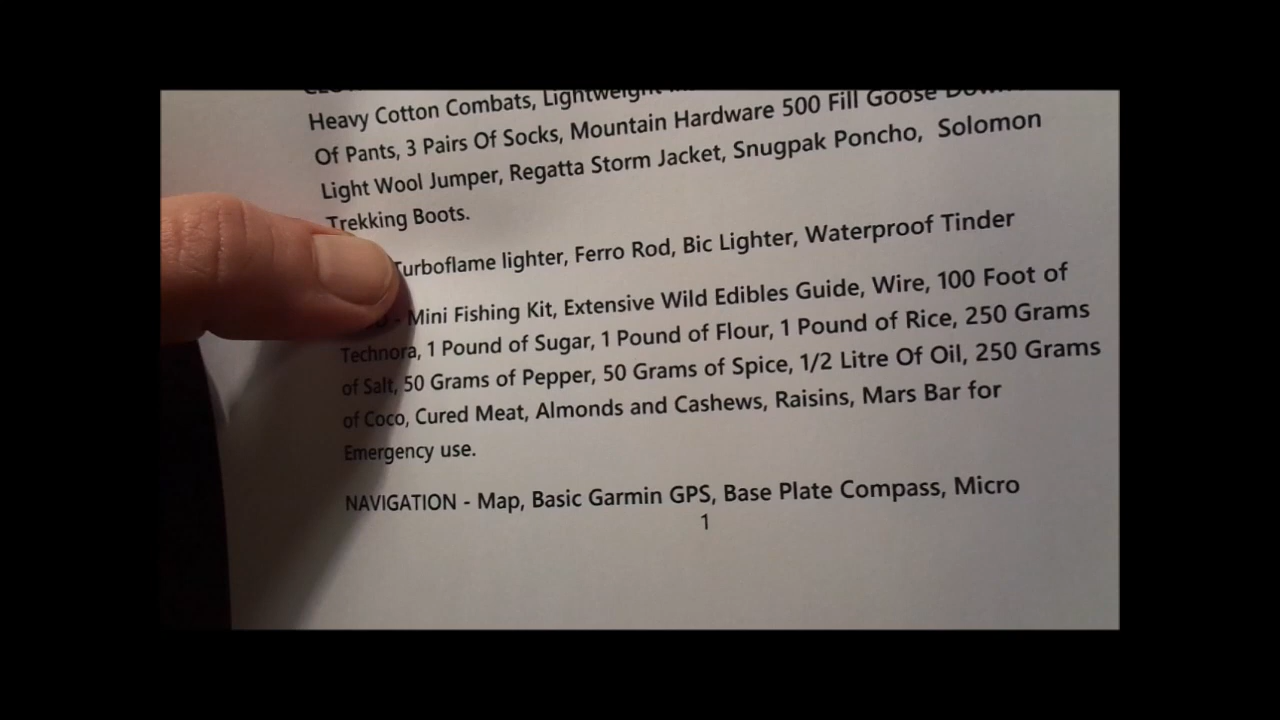 Heavy Cotton Combats, Lightweight
Of Pants, 3 Pairs Of Socks, Mountain Hardware 500 Fill Goose Down
Light Wool Jumper, Regatta Storm Jacket, Snugpak Poncho, Solomon
Trekking Boots.
Turboflame lighter, Ferro Rod, Bic Lighter, Waterproof Tinder
- Mini Fishing Kit, Extensive Wild Edibles Guide, Wire, 100 Foot of
Technora, 1 Pound of Sugar, 1 Pound of Flour, 1 Pound of Rice, 250 Grams
of Salt, 50 Grams of Pepper, 50 Grams of Spice, 1/2 Litre Of Oil, 250 Grams
of Coco, Cured Meat, Almonds and Cashews, Raisins, Mars Bar for
Emergency use.
NAVIGATION - Map, Basic Garmin GPS, Base Plate Compass, Micro
1